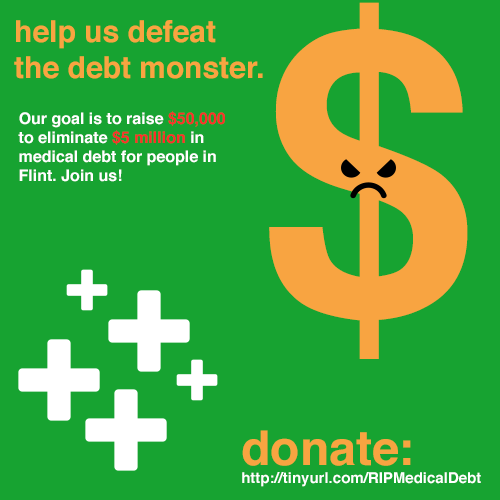 help us defeat
the debt monster.
Our goal is to raise $50,000
to eliminate $5 million in
medical debt for people in
Flint. Join us!
$
donate:
http://tinyurl.com/RIPMedicalDebt